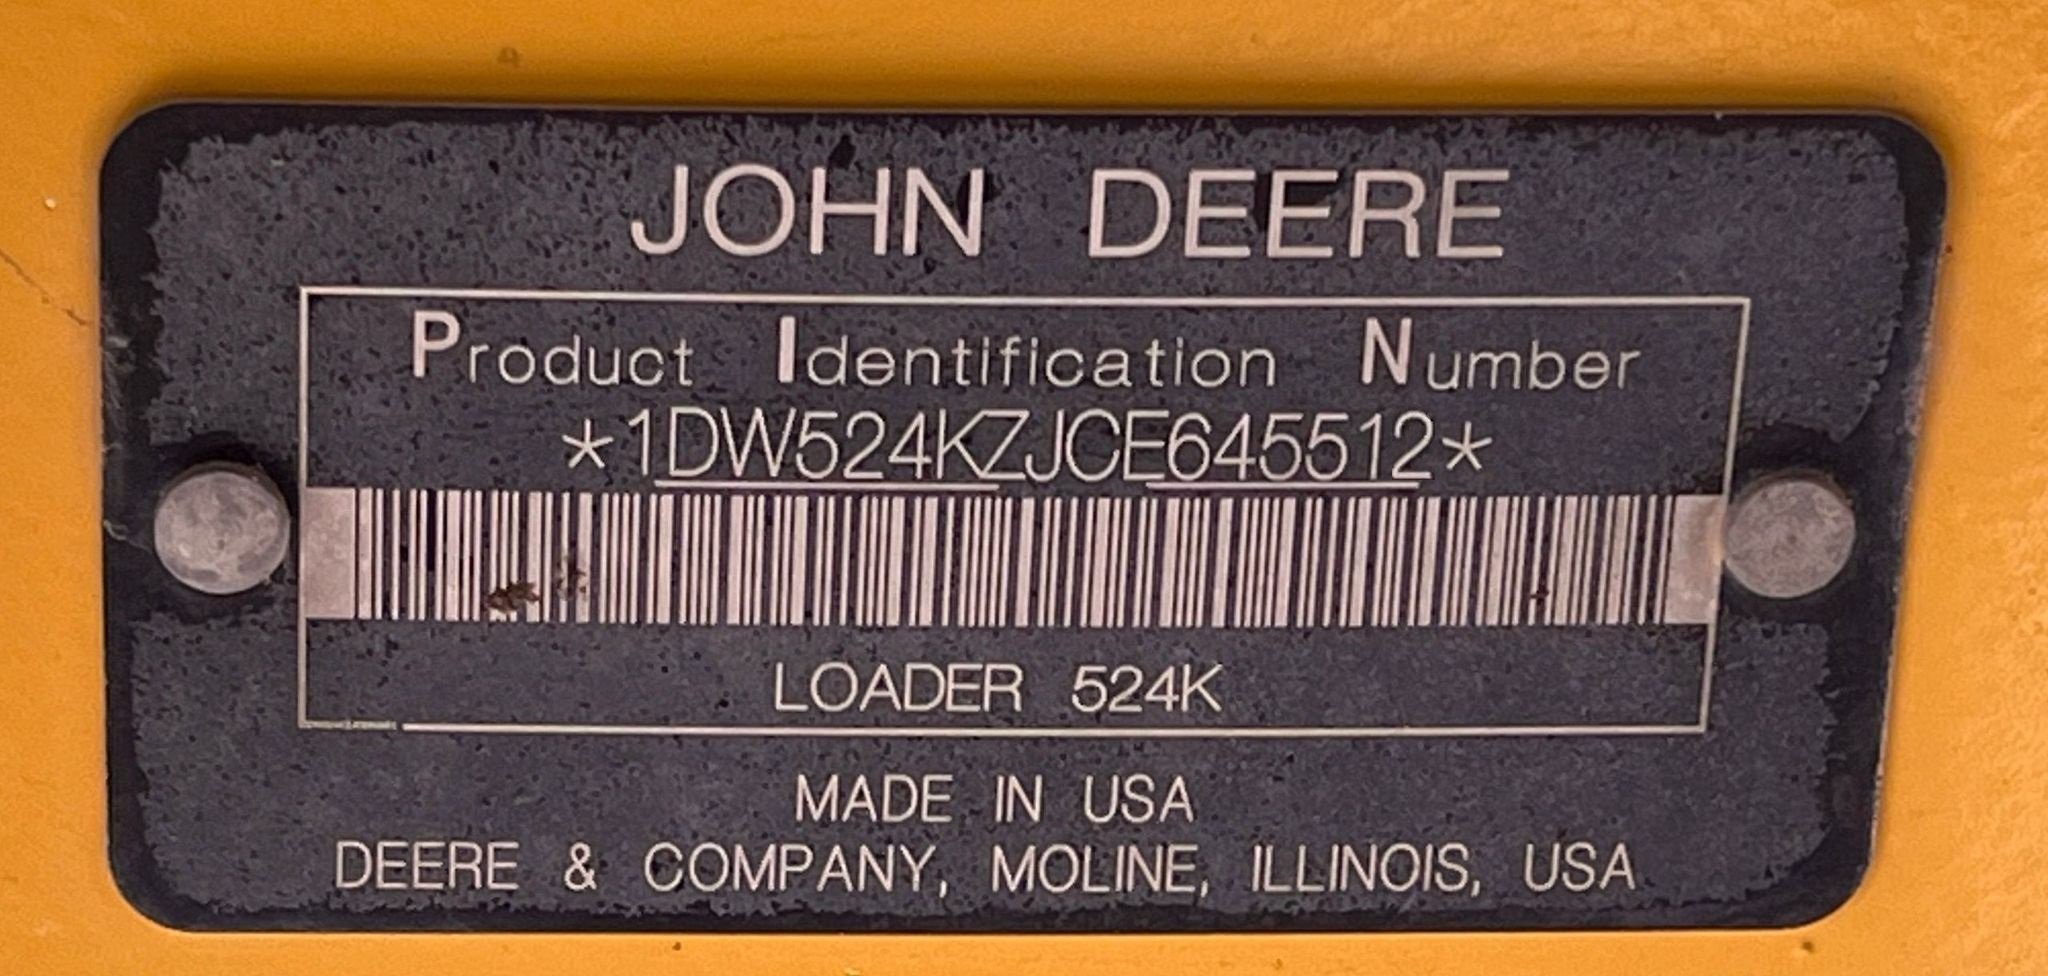 JOHN DEERE
Product Identification Number
*1DW524KZJCE645512*
LOADER 524K
MADE IN USA
DEERE & COMPANY, MOLINE, ILLINOIS, USA